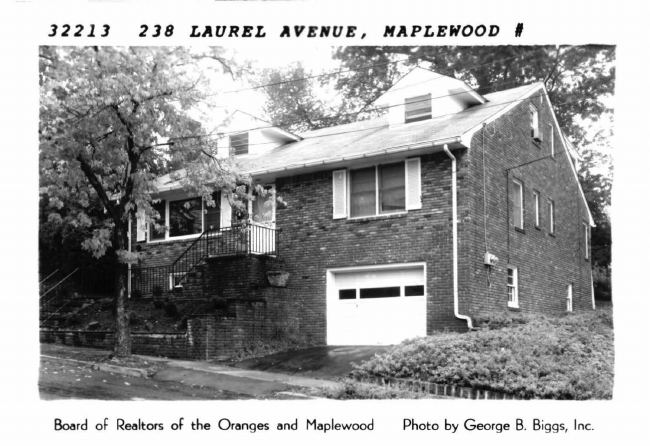 32213 238 LAUREL AVENUE, MAPLEWOOD #
Board of Realtors of the Oranges and Maplewood Photo by George B. Biggs, Inc.